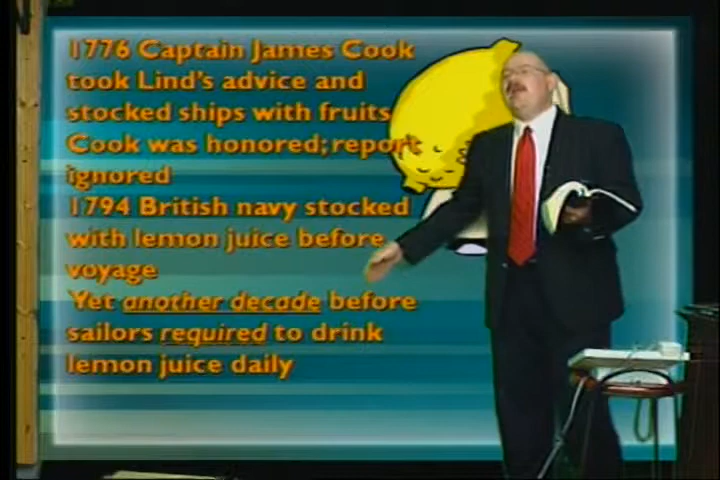 1776 Captain James Cook
took Lind's advice and
stocked ships with fruits
Cook was honored; report
ignored
1794 British navy stocked
with lemon juice before
voyage
Yet another decade before
sailors required to drink
lemon juice daily